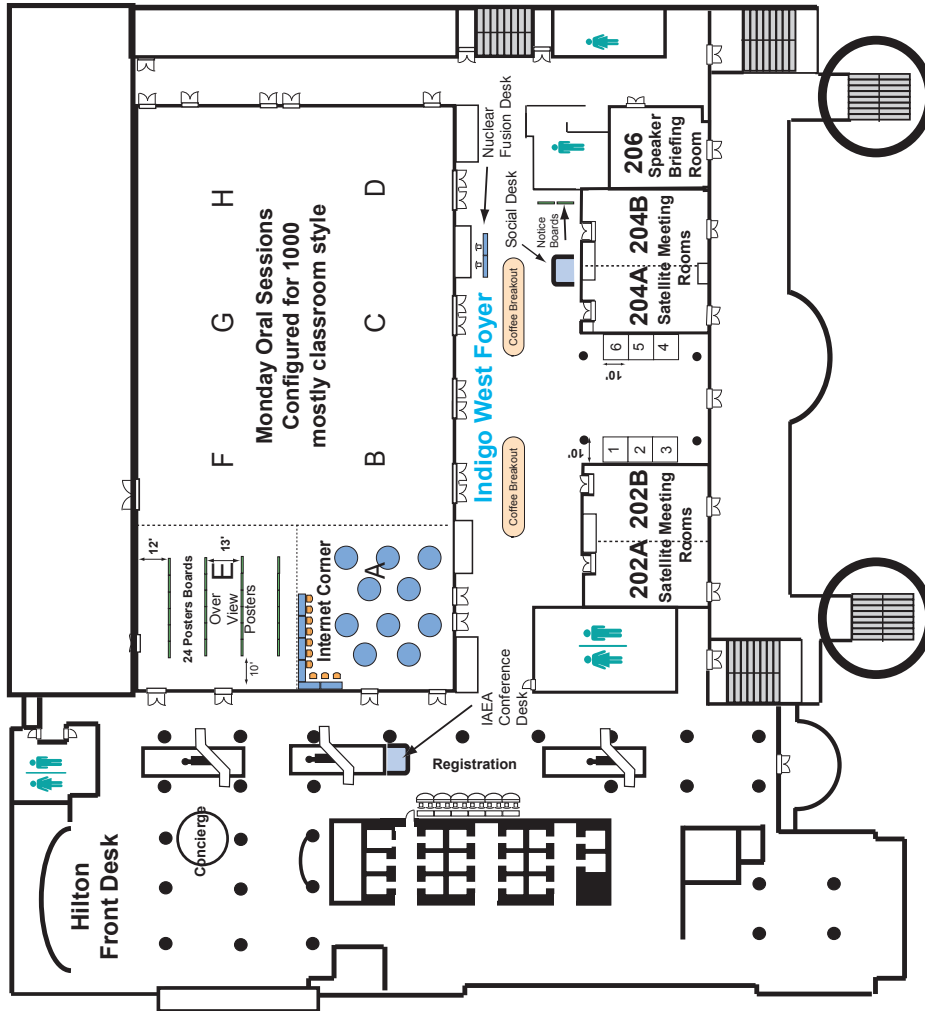 H
D
Monday Oral Sessions
Configured for 1000
mostly classroom style
G
C
F
B
Nuclear
Fusion Desk
Social Desk
Notice
Boards
206
Speaker
Briefing
Room
204A 204B
Satellite Meeting
Rooms
Coffee Breakout
Indigo West Foyer
Coffee Breakout
6
5
4
10'
10'
1
2
3
202A 202B
Satellite Meeting
Rooms
12'
24 Posters Boards
13'
E
Over
View
Posters
10'
Internet Corner
A
IAEA
Conference
Desk
Registration
Concierge
Hilton
Front Desk